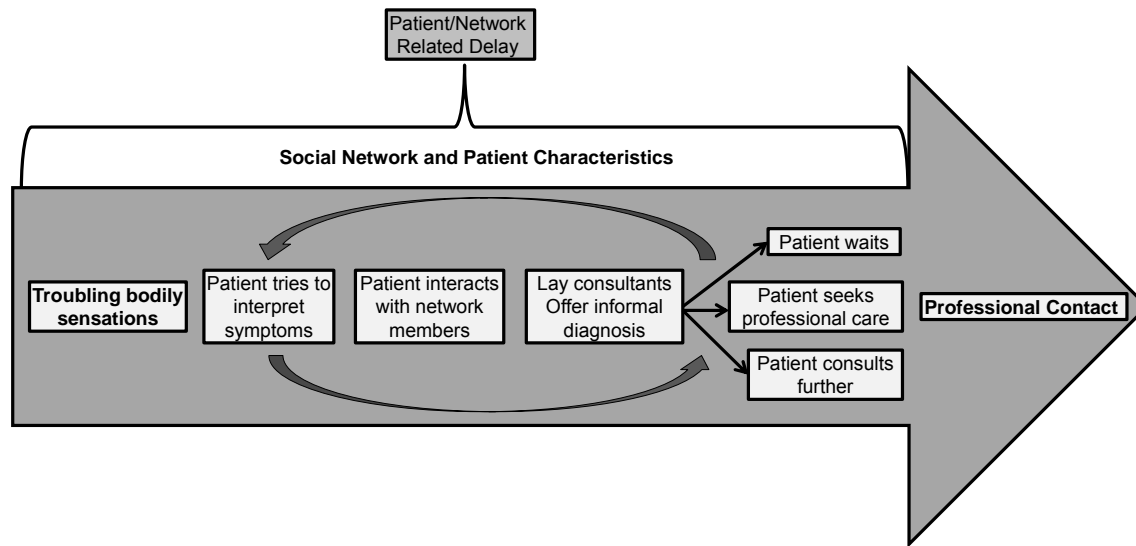 Patient/Network
Related Delay
Social Network and Patient Characteristics
Troubling bodily
sensations
Patient tries to
interpret
symptoms
Patient interacts
with network
members
Lay consultants
Offer informal
diagnosis
Patient waits
Patient seeks
professional care
Patient consults
further
Professional Contact